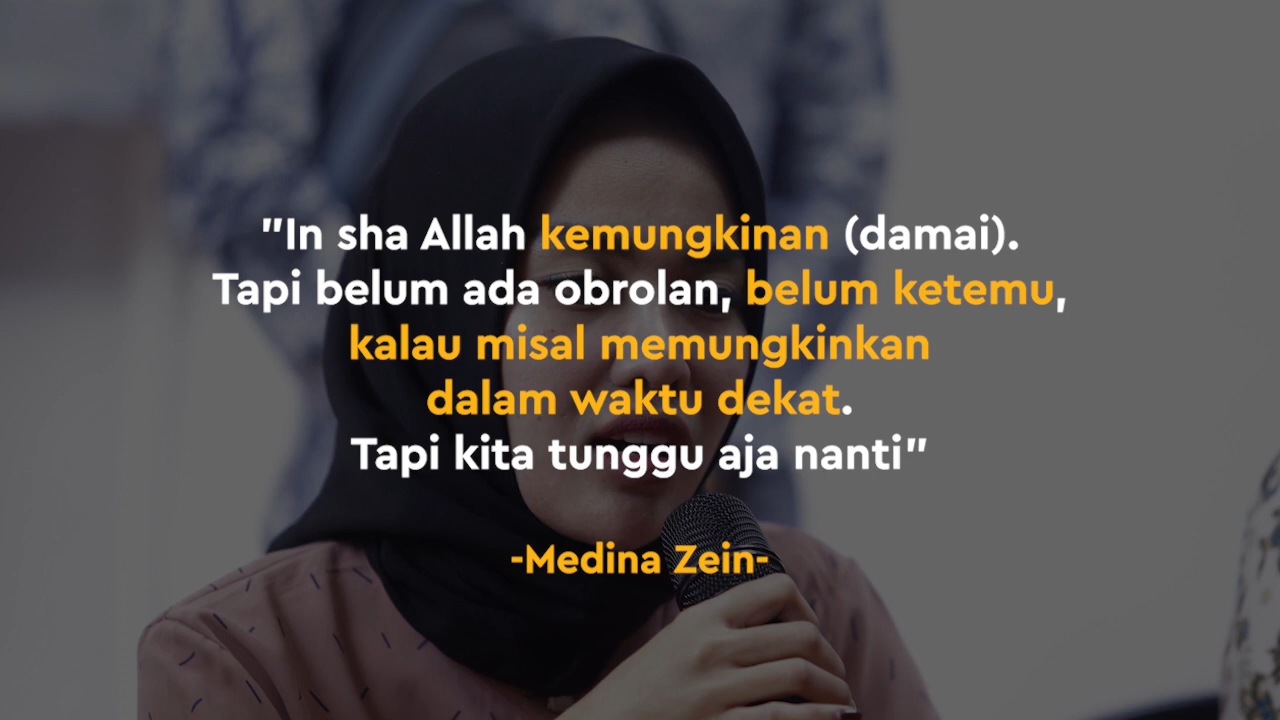 "In sha Allah kemungkinan (damai).
Tapi belum ada obrolan, belum ketemu,
kalau misal memungkinkan
dalam waktu dekat.
Tapi kita tunggu aja nanti"
-Medina Zein-